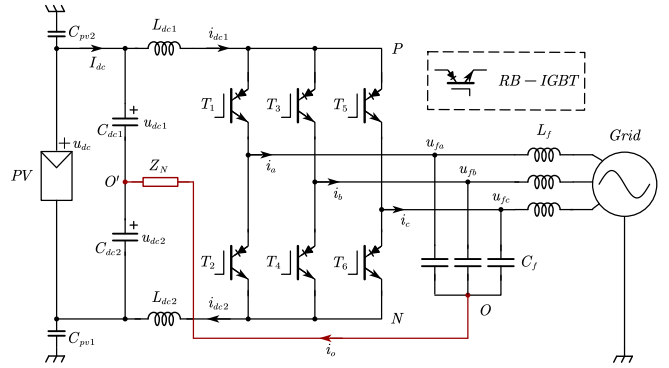 C_{pv2}
L_{dc1}
i_{dc1}
I_{dc}
P
RB - IGBT
T_1
T_3
T_5
C_{dc1}
u_{dc1}
u_{dc}
L_f
Grid
u_{fa}
PV
O'
Z_N
i_a
u_{fb}
i_b
u_{fc}
i_c
C_{dc2}
u_{dc2}
T_2
T_4
T_6
C_f
L_{dc2}
i_{dc2}
N
O
C_{pv1}
i_o